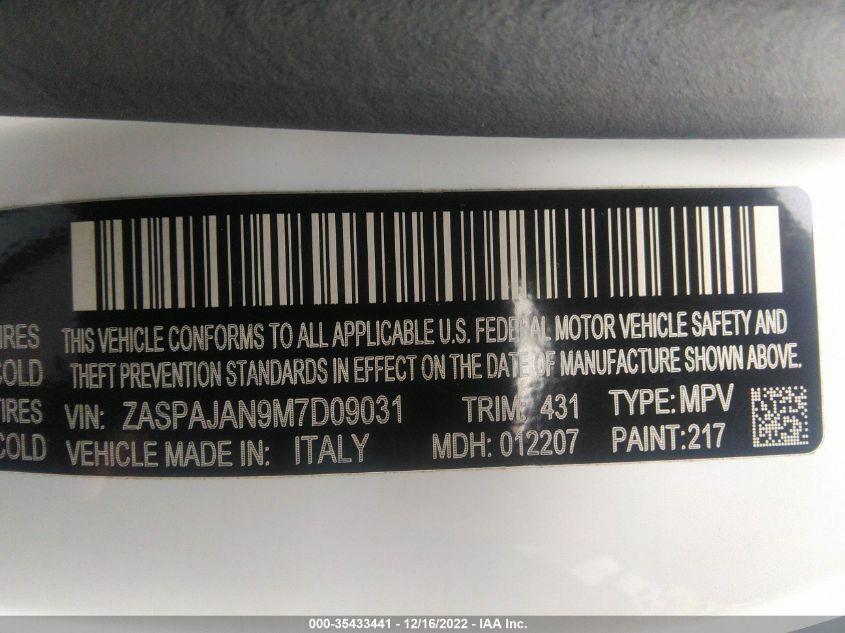 THIS VEHICLE CONFORMS TO ALL APPLICABLE U.S. FEDERAL MOTOR VEHICLE SAFETY AND
THEFT PREVENTION STANDARDS IN EFFECT ON THE DATE OF MANUFACTURE SHOWN ABOVE.
VIN: ZASPAJAN9M7D09031 TRIM: 431 TYPE: MPV
VEHICLE MADE IN: ITALY MDH: 012207 PAINT:217
COLD
COLD
000-35433441 - 12/16/2022 - IAA Inc.